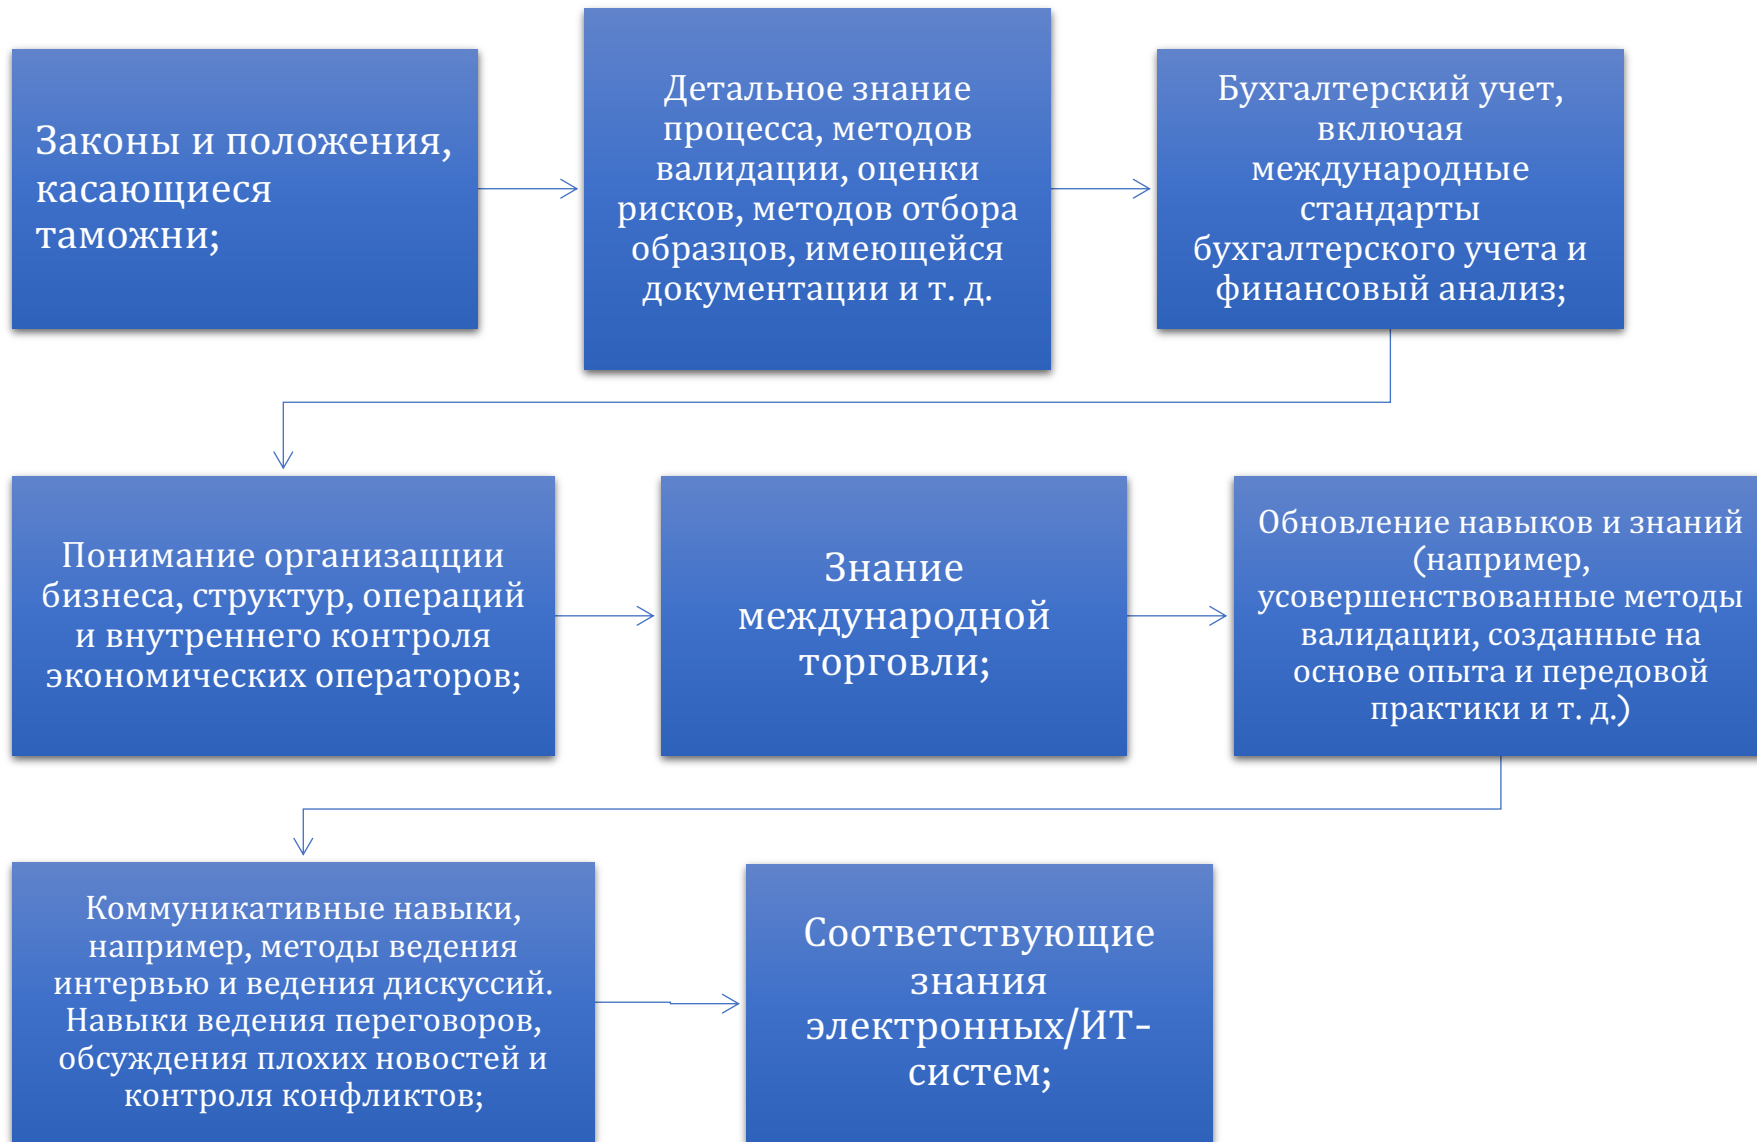 Законы и положения,
касающиеся
таможни;
Детальное знание
процесса, методов
валидации, оценки
рисков, методов отбора
образцов, имеющейся
документации и т. д.
Бухгалтерский учет,
включая
международные
стандарты
бухгалтерского учета и
финансовый анализ;
Понимание организацции
бизнеса, структур, операций
и внутреннего контроля
экономических операторов;
Знание
международной
торговли;
Обновление навыков и знаний
(например,
усовершенствованные методы
валидации, созданные на
основе опыта и передовой
практики и т. д.)
Коммуникативные навыки,
например, методы ведения
интервью и ведения дискуссий.
Навыки ведения переговоров,
обсуждения плохих новостей и
контроля конфликтов;
Соответствующие
знания
электронных/ИТ-
систем;